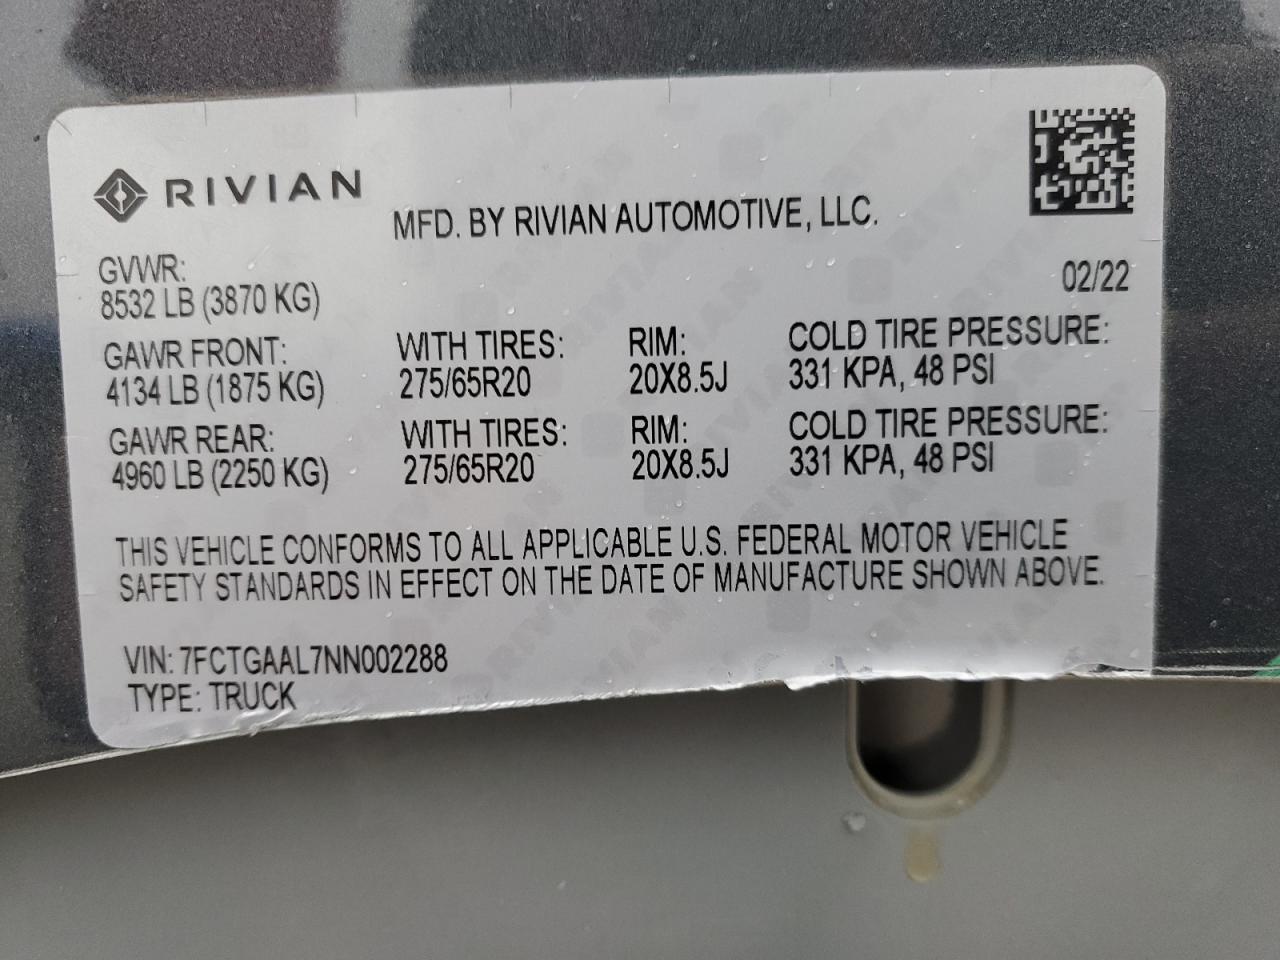 RIVIAN
MFD. BY RIVIAN AUTOMOTIVE, LLC.
02/22
GVWR:
8532 LB (3870 KG)
GAWR FRONT: WITH TIRES: RIM: COLD TIRE PRESSURE:
4134 LB (1875 KG) 275/65R20 20X8.5J 331 KPA, 48 PSI
GAWR REAR: WITH TIRES: RIM: COLD TIRE PRESSURE:
4960 LB (2250 KG) 275/65R20 20X8.5J 331 KPA, 48 PSI
THIS VEHICLE CONFORMS TO ALL APPLICABLE U.S. FEDERAL MOTOR VEHICLE
SAFETY STANDARDS IN EFFECT ON THE DATE OF MANUFACTURE SHOWN ABOVE.
VIN: 7FCTGAAL7NN002288
TYPE: TRUCK